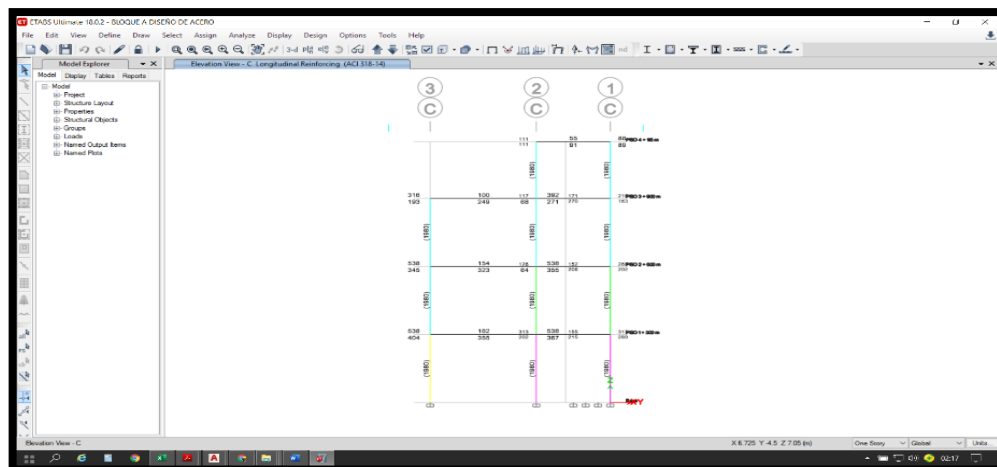 ETABS Ultimate 18.0.2 - BLOQUE A DISEÑO DE ACERO
File Edit View Define Draw Select Assign Analyze Display Design Options Tools Help
Model Explorer
Elevation View - C Longitudinal Reinforcing (ACI 318-14)
Model Display Tables Reports
Model
Project
Structure Layout
Properties
Structural Objects
Groups
Loads
Named Output Items
Named Plots
3 2 1
C C C
111 55 88
111 91 89
(1980) (1980)
316 100 117 392 171
193 249 68 271 270
(1980) (1980) (1980)
538 154 126 538 152
345 323 84 355 208
(1980) (1980) (1980)
538 162 313 538
404 355 202 367 215
(1980) (1980) (1980)
Z
Y
Elevation View - C
X 6.725 Y -4.5 Z 7.05 (m)
One Story Global Units...
02:17